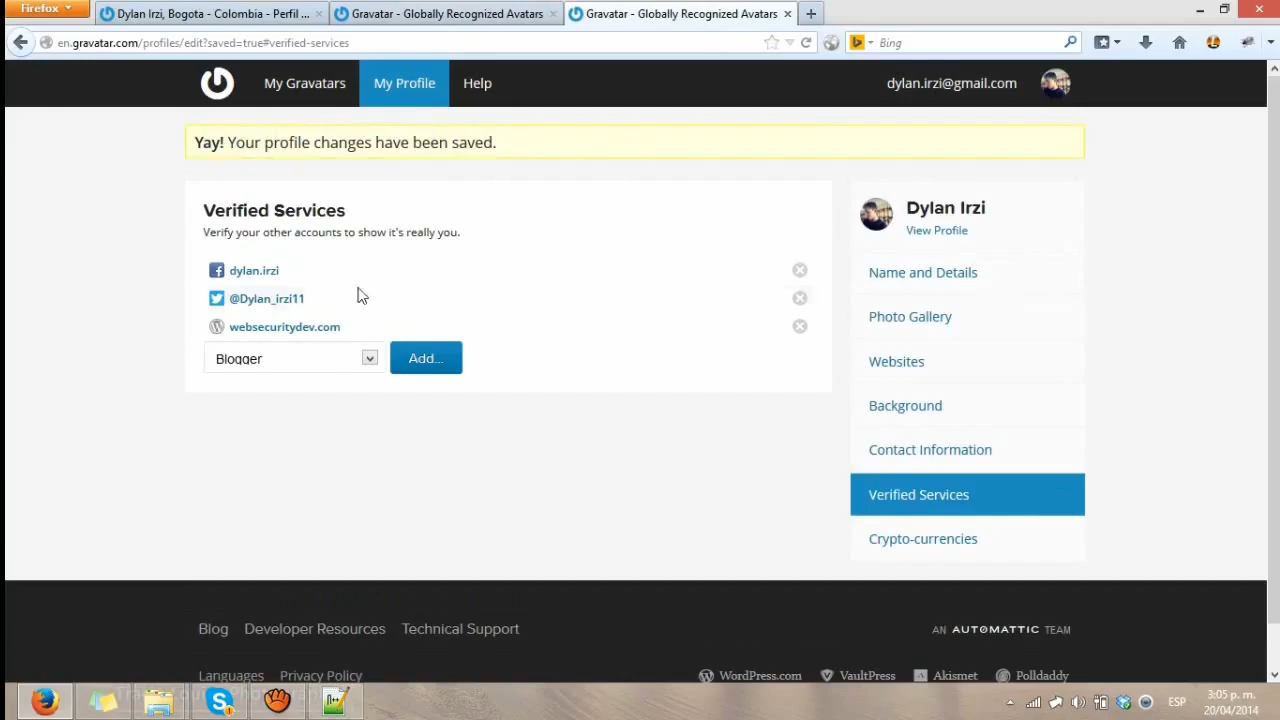 Firefox
Dylan Irzi, Bogota - Colombia - Perfil ...
Gravatar - Globally Recognized Avatars
Gravatar - Globally Recognized Avatars
en.gravatar.com/profiles/edit?saved=true#verified-services
Bing
My Gravatars
My Profile
Help
dylan.irzi@gmail.com
Yay! Your profile changes have been saved.
Verified Services
Verify your other accounts to show it's really you.
dylan.irzi
@Dylan_irzi11
websecuritydev.com
Blogger
Add...
Dylan Irzi
View Profile
Name and Details
Photo Gallery
Websites
Background
Contact Information
Verified Services
Crypto-currencies
Blog
Developer Resources
Technical Support
AN AUTOMATTIC TEAM
Languages
Privacy Policy
WordPress.com
VaultPress
Akismet
Polldaddy
ESP
3:05 p. m.
20/04/2014